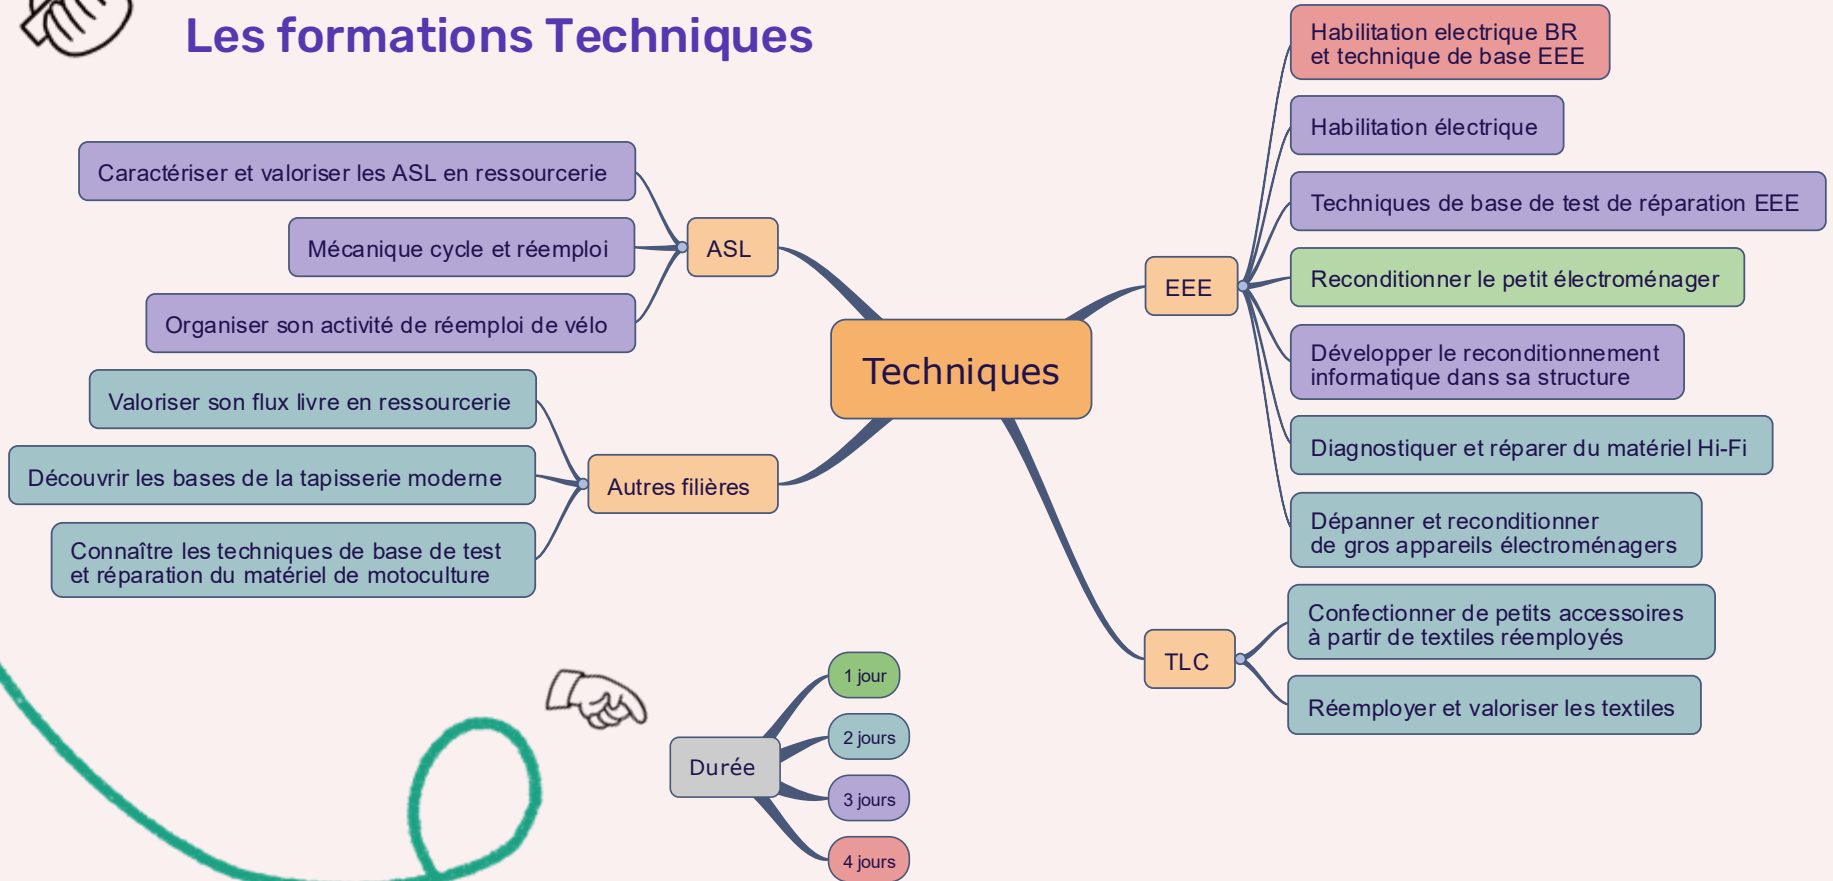 Les formations Techniques
Caractériser et valoriser les ASL en ressourcerie
Mécanique cycle et réemploi
Organiser son activité de réemploi de vélo
ASL
Valoriser son flux livre en ressourcerie
Découvrir les bases de la tapisserie moderne
Connaître les techniques de base de test
et réparation du matériel de motoculture
Autres filières
Techniques
EEE
Habilitation electrique BR
et technique de base EEE
Habilitation électrique
Techniques de base de test de réparation EEE
Reconditionner le petit électroménager
Développer le reconditionnement
informatique dans sa structure
Diagnostiquer et réparer du matériel Hi-Fi
Dépanner et reconditionner
de gros appareils électroménagers
TLC
Confectionner de petits accessoires
à partir de textiles réemployés
Réemployer et valoriser les textiles
Durée
1 jour
2 jours
3 jours
4 jours